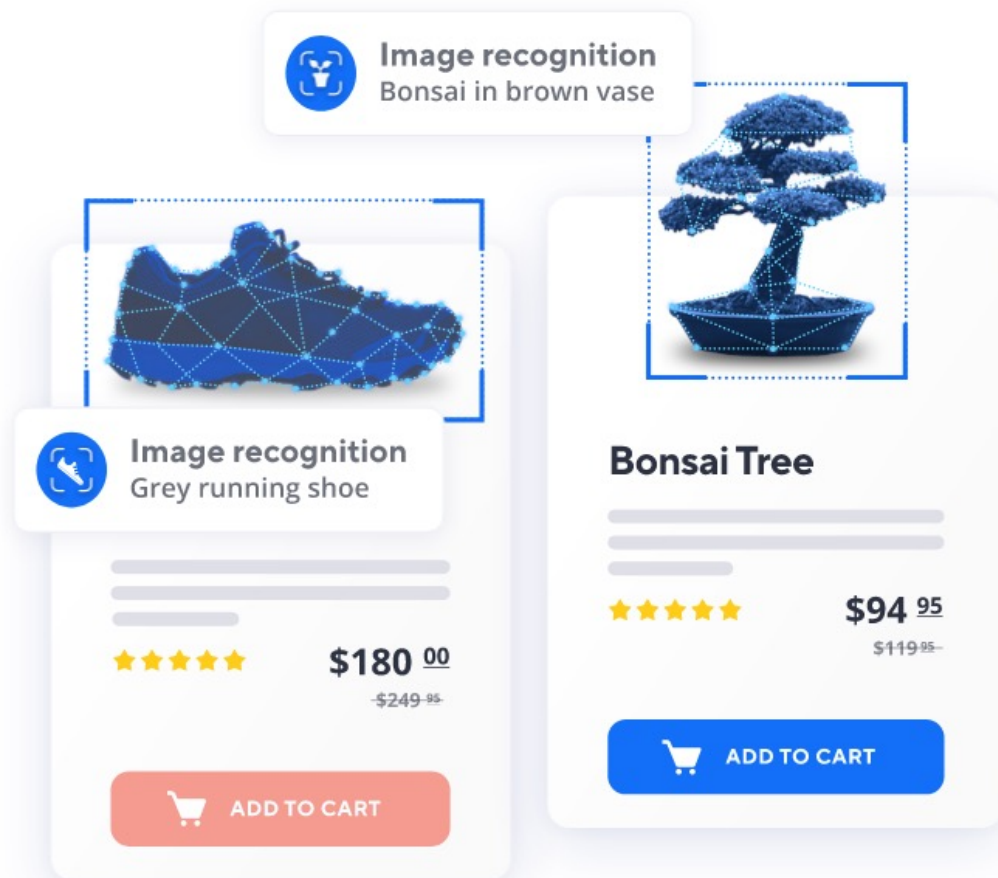 Image recognition
Bonsai in brown vase
Image recognition
Grey running shoe
$180 00
$249 95
ADD TO CART
Bonsai Tree
$94 95
$119 95
ADD TO CART